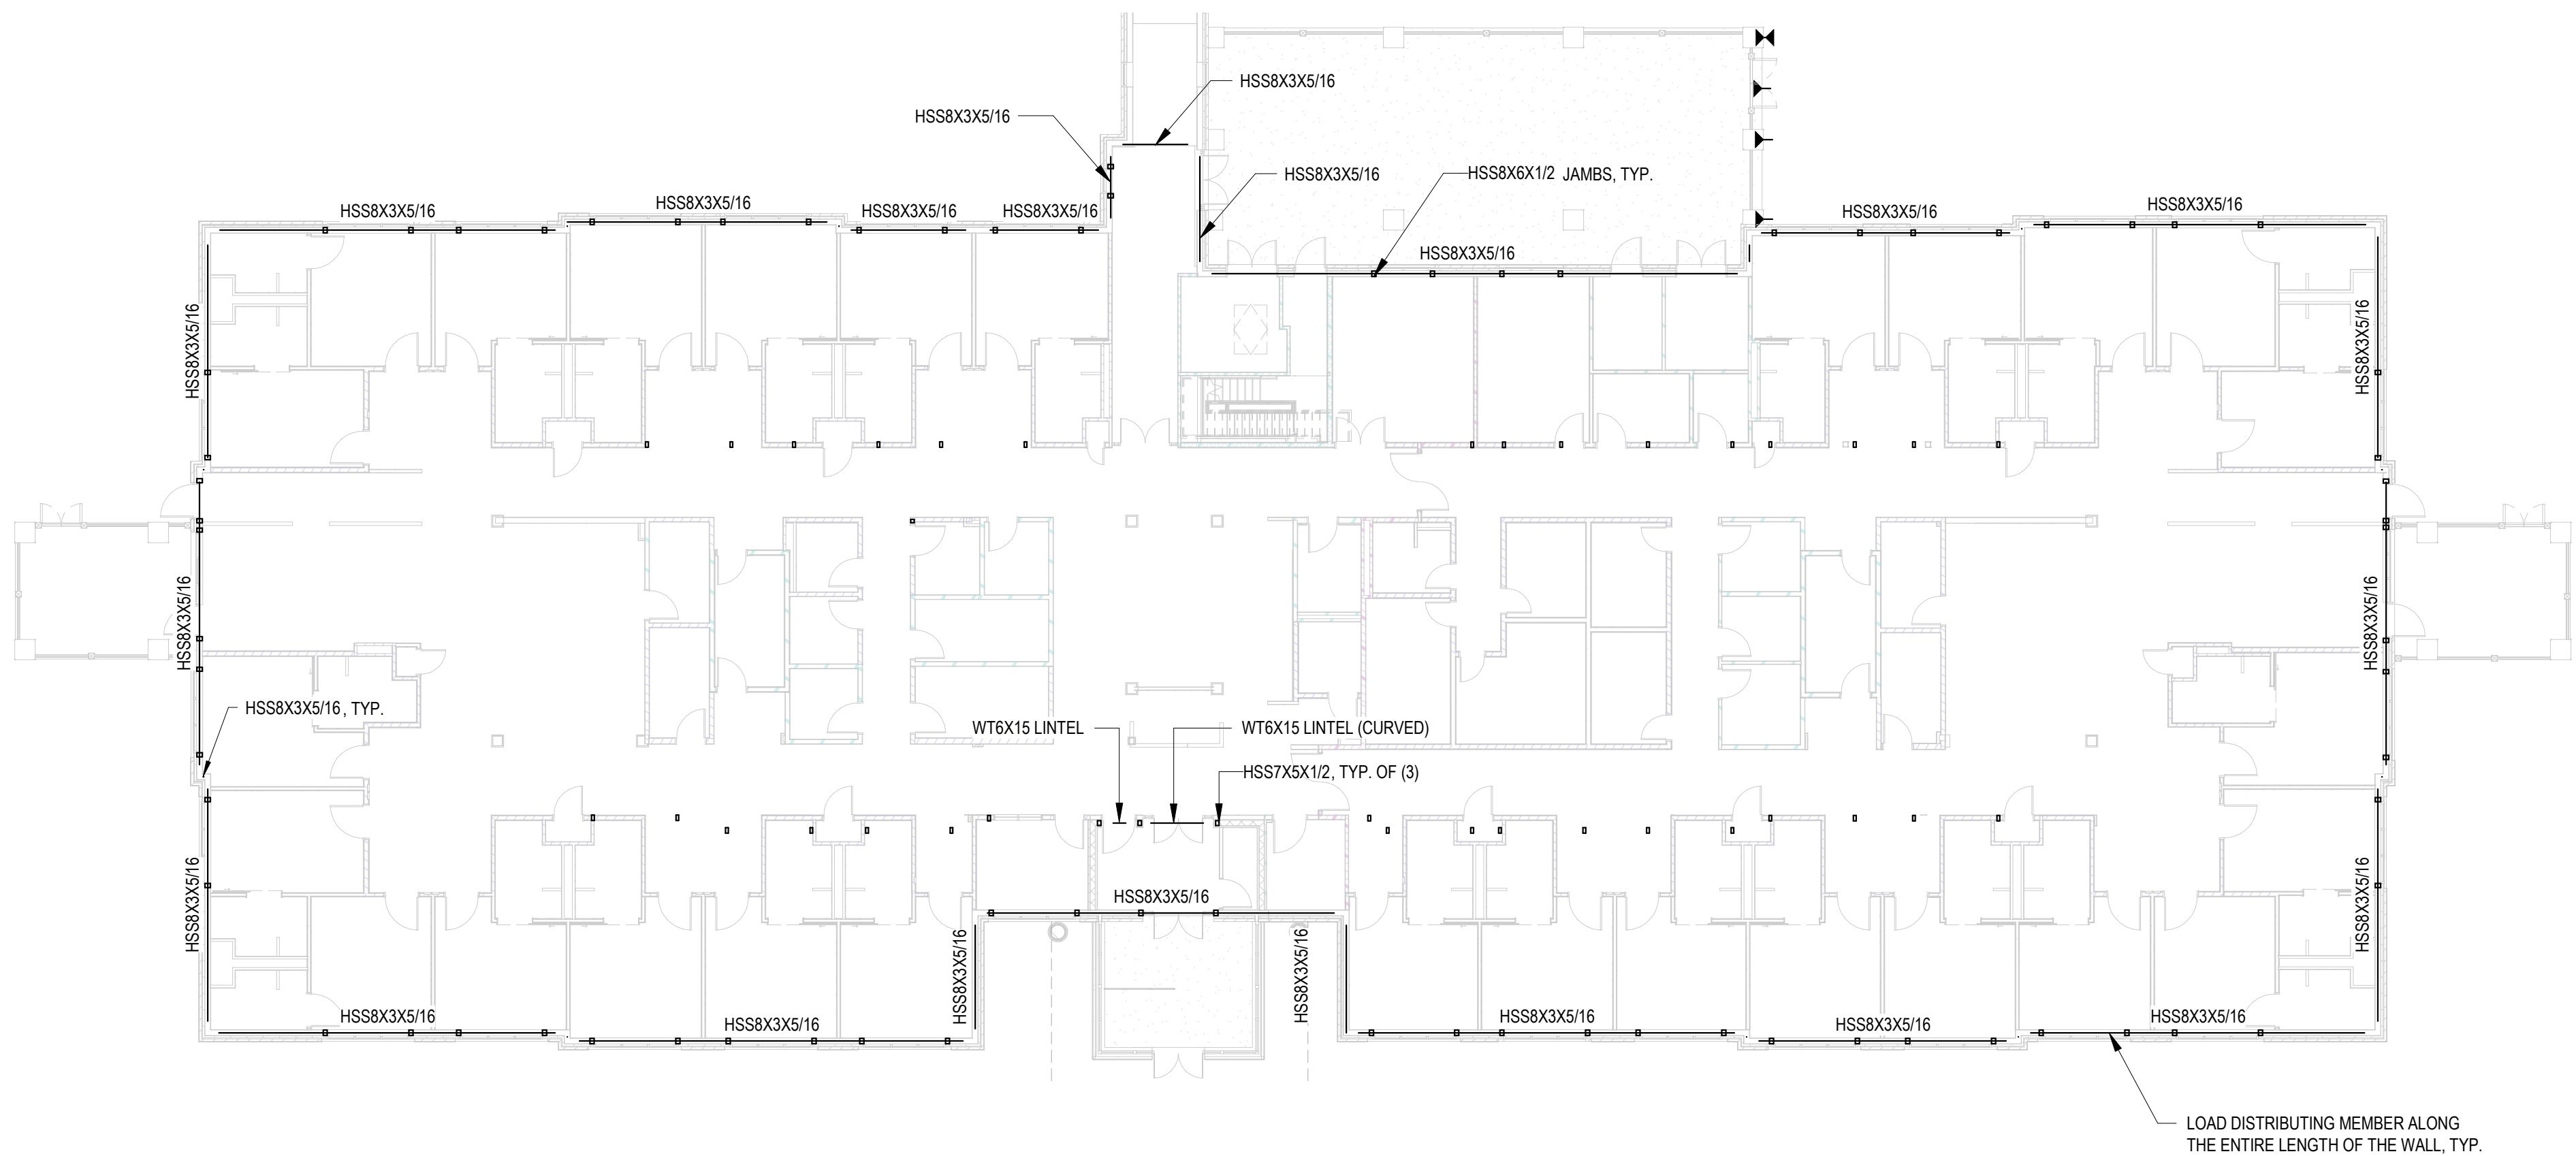 HSS8X3X5/16
HSS8X3X5/16
HSS8X3X5/16
HSS8X6X1/2 JAMBS, TYP.
HSS8X3X5/16
HSS8X3X5/16
HSS8X3X5/16
HSS8X3X5/16
HSS8X3X5/16
HSS8X3X5/16
HSS8X3X5/16
HSS8X3X5/16
HSS8X3X5/16
HSS8X3X5/16
HSS8X3X5/16
HSS8X3X5/16, TYP.
WT6X15 LINTEL
WT6X15 LINTEL (CURVED)
HSS7X5X1/2, TYP. OF (3)
HSS8X3X5/16
HSS8X3X5/16
HSS8X3X5/16
HSS8X3X5/16
HSS8X3X5/16
HSS8X3X5/16
HSS8X3X5/16
HSS8X3X5/16
HSS8X3X5/16
HSS8X3X5/16
LOAD DISTRIBUTING MEMBER ALONG
THE ENTIRE LENGTH OF THE WALL, TYP.